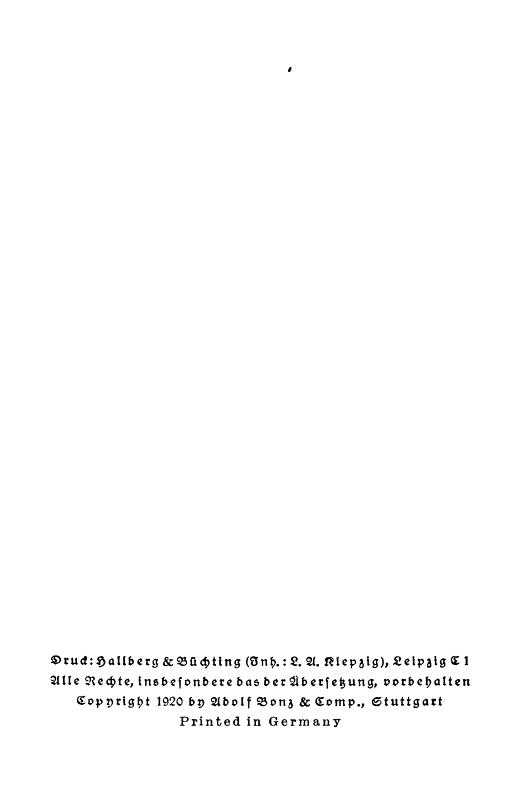 Druck: Hallberg & Büchting (Inh.: L. A. Klepzig), Leipzig C 1
Alle Rechte, insbesondere das der Übersetzung, vorbehalten
Copyright 1920 by Adolf Bonz & Comp., Stuttgart
Printed in Germany